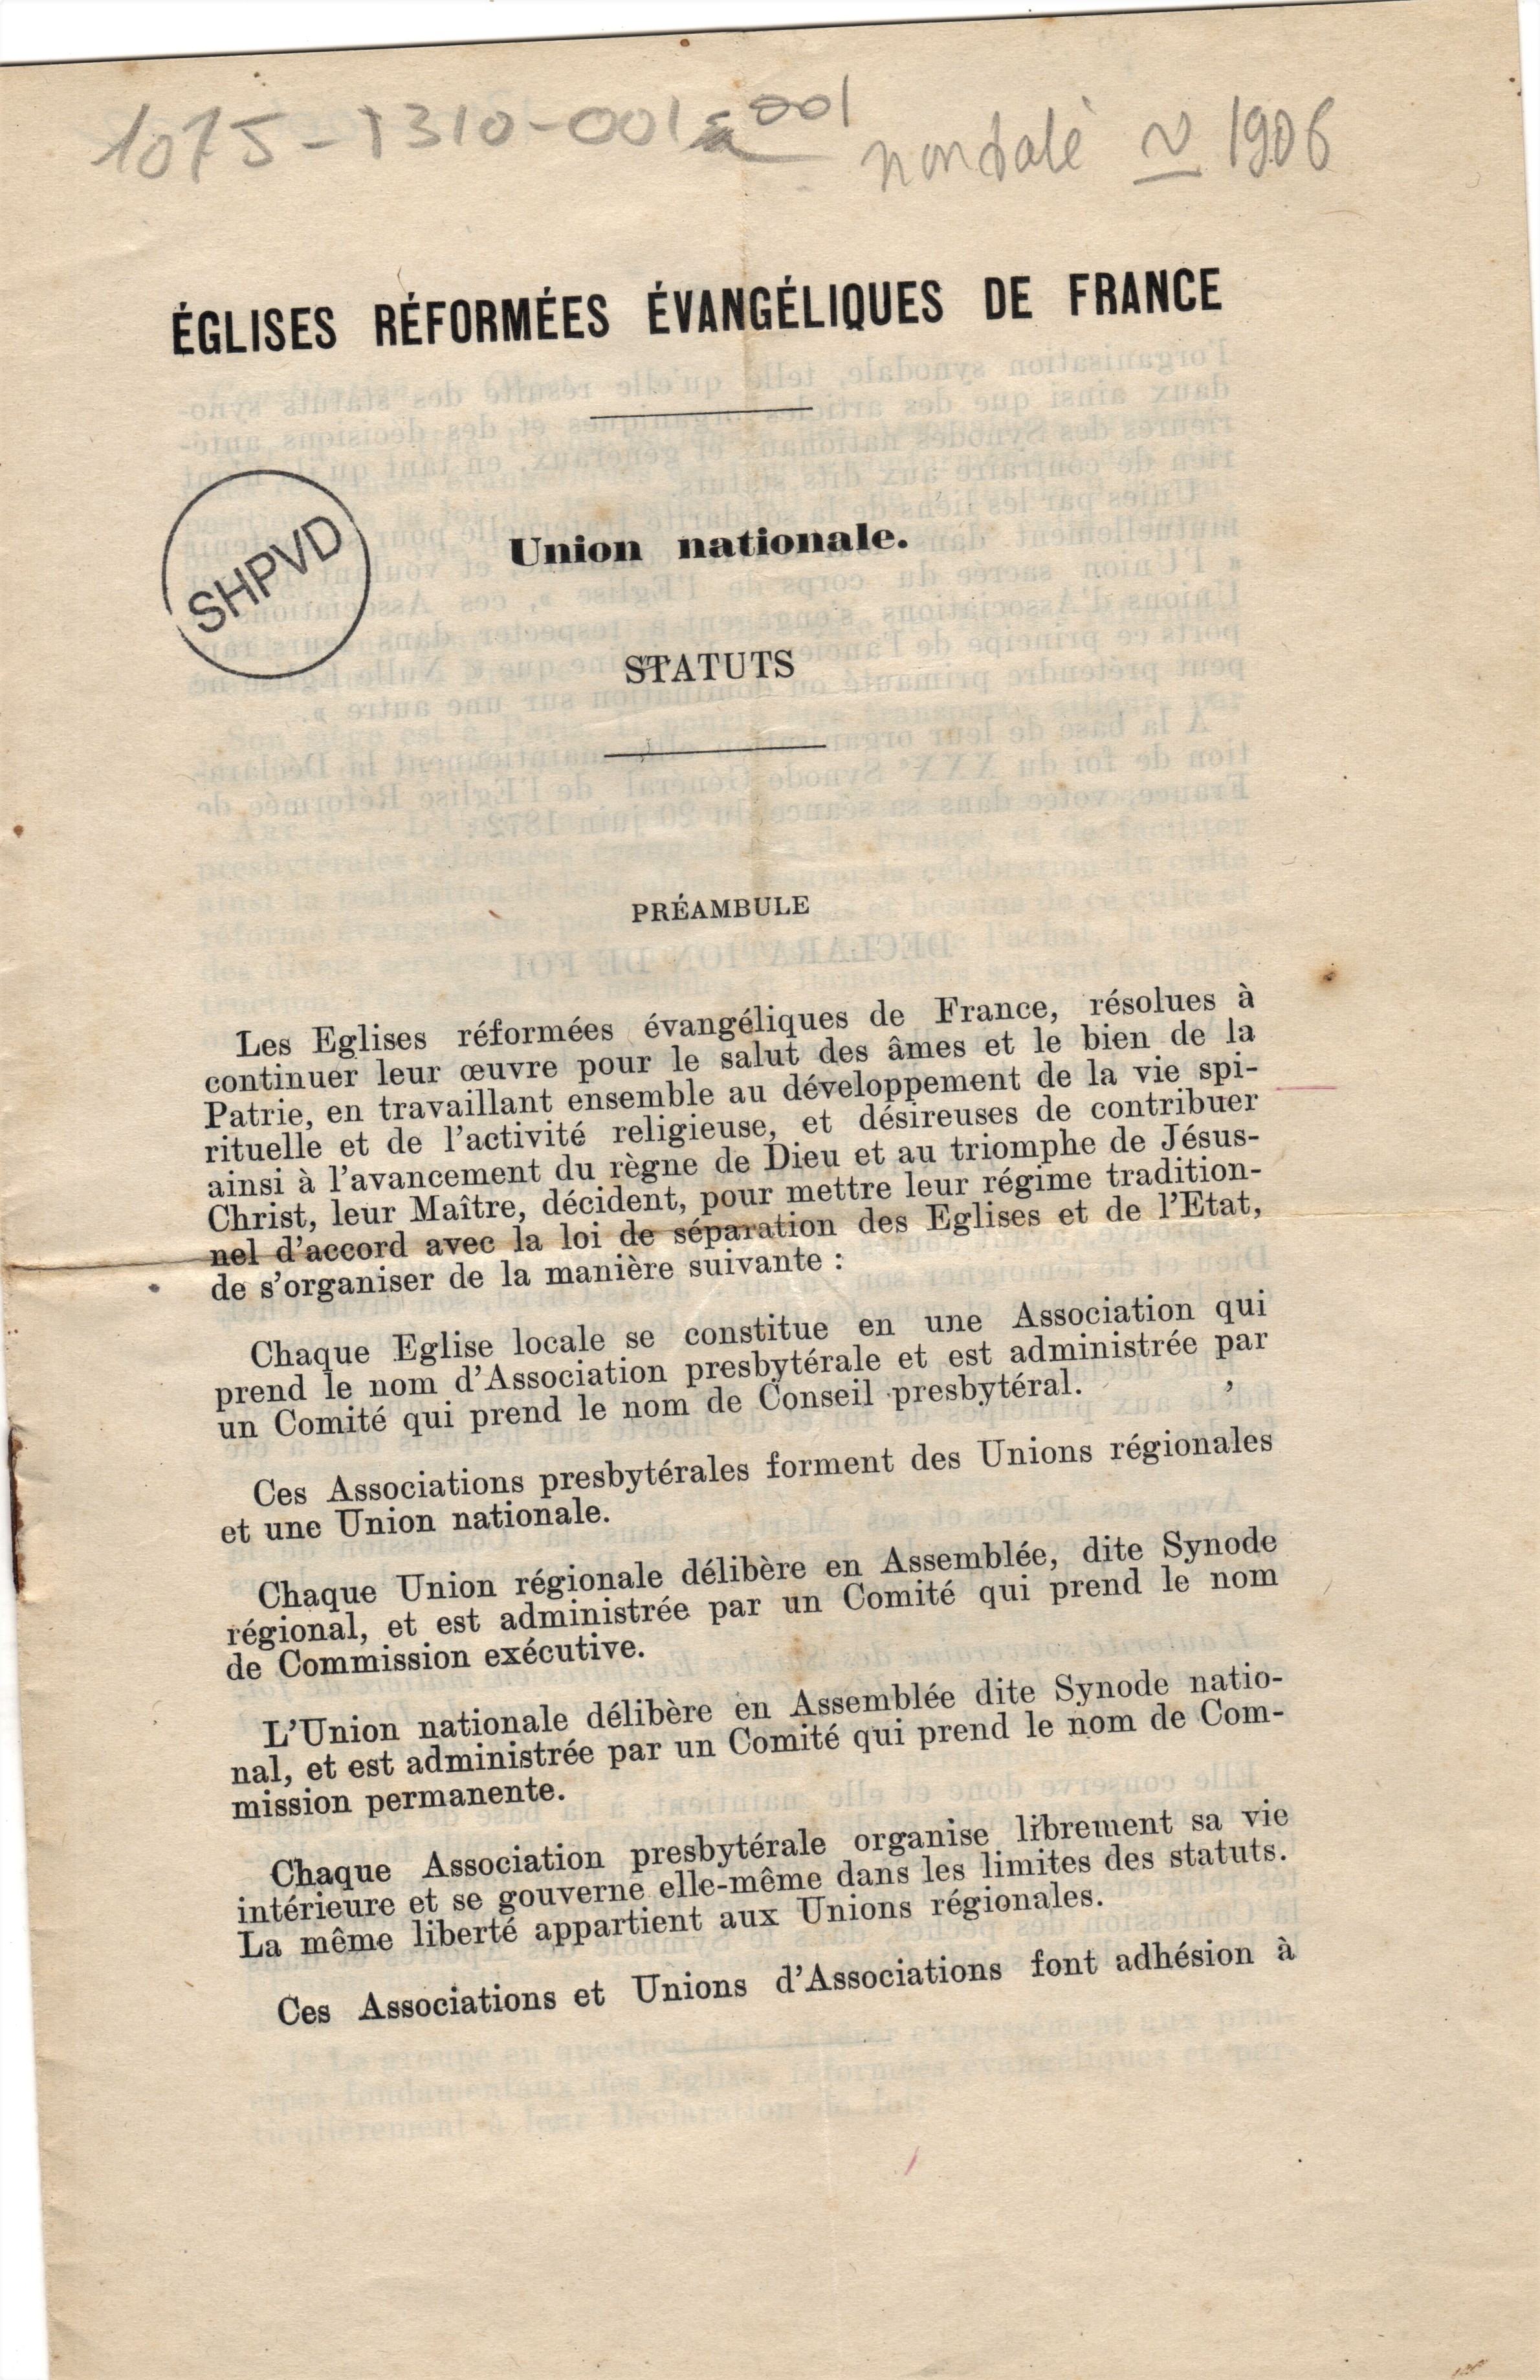 1075-1310-001 à 001 non daté ~ 1906
ÉGLISES RÉFORMÉES ÉVANGÉLIQUES DE FRANCE
SHPVD
Union nationale.
STATUTS
PRÉAMBULE
Les Eglises réformées évangéliques de France, résolues à
continuer leur œuvre pour le salut des âmes et le bien de la
Patrie, en travaillant ensemble au développement de la vie spi-
rituelle et de l'activité religieuse, et désireuses de contribuer
ainsi à l'avancement du règne de Dieu et au triomphe de Jésus-
Christ, leur Maître, décident, pour mettre leur régime tradition-
nel d'accord avec la loi de séparation des Eglises et de l'Etat,
de s'organiser de la manière suivante :
Chaque Eglise locale se constitue en une Association qui
prend le nom d'Association presbytérale et est administrée par
un Comité qui prend le nom de Conseil presbytéral.
Ces Associations presbytérales forment des Unions régionales
et une Union nationale.
Chaque Union régionale délibère en Assemblée, dite Synode
régional, et est administrée par un Comité qui prend le nom
de Commission exécutive.
L'Union nationale délibère en Assemblée dite Synode natio-
nal, et est administrée par un Comité qui prend le nom de Com-
mission permanente.
Chaque Association presbytérale organise librement sa vie
intérieure et se gouverne elle-même dans les limites des statuts.
La même liberté appartient aux Unions régionales.
Ces Associations et Unions d'Associations font adhésion à